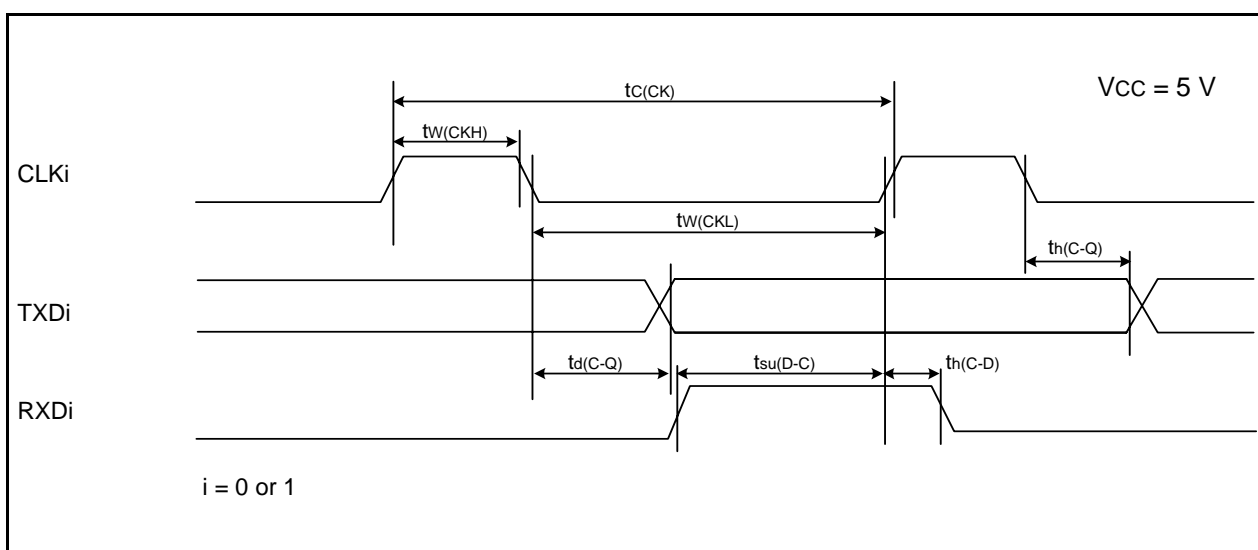 VCC = 5 V
tC(CK)
tW(CKH)
CLKi
tW(CKL)
th(C-Q)
TXDi
td(C-Q)
tsu(D-C)
th(C-D)
RXDi
i = 0 or 1